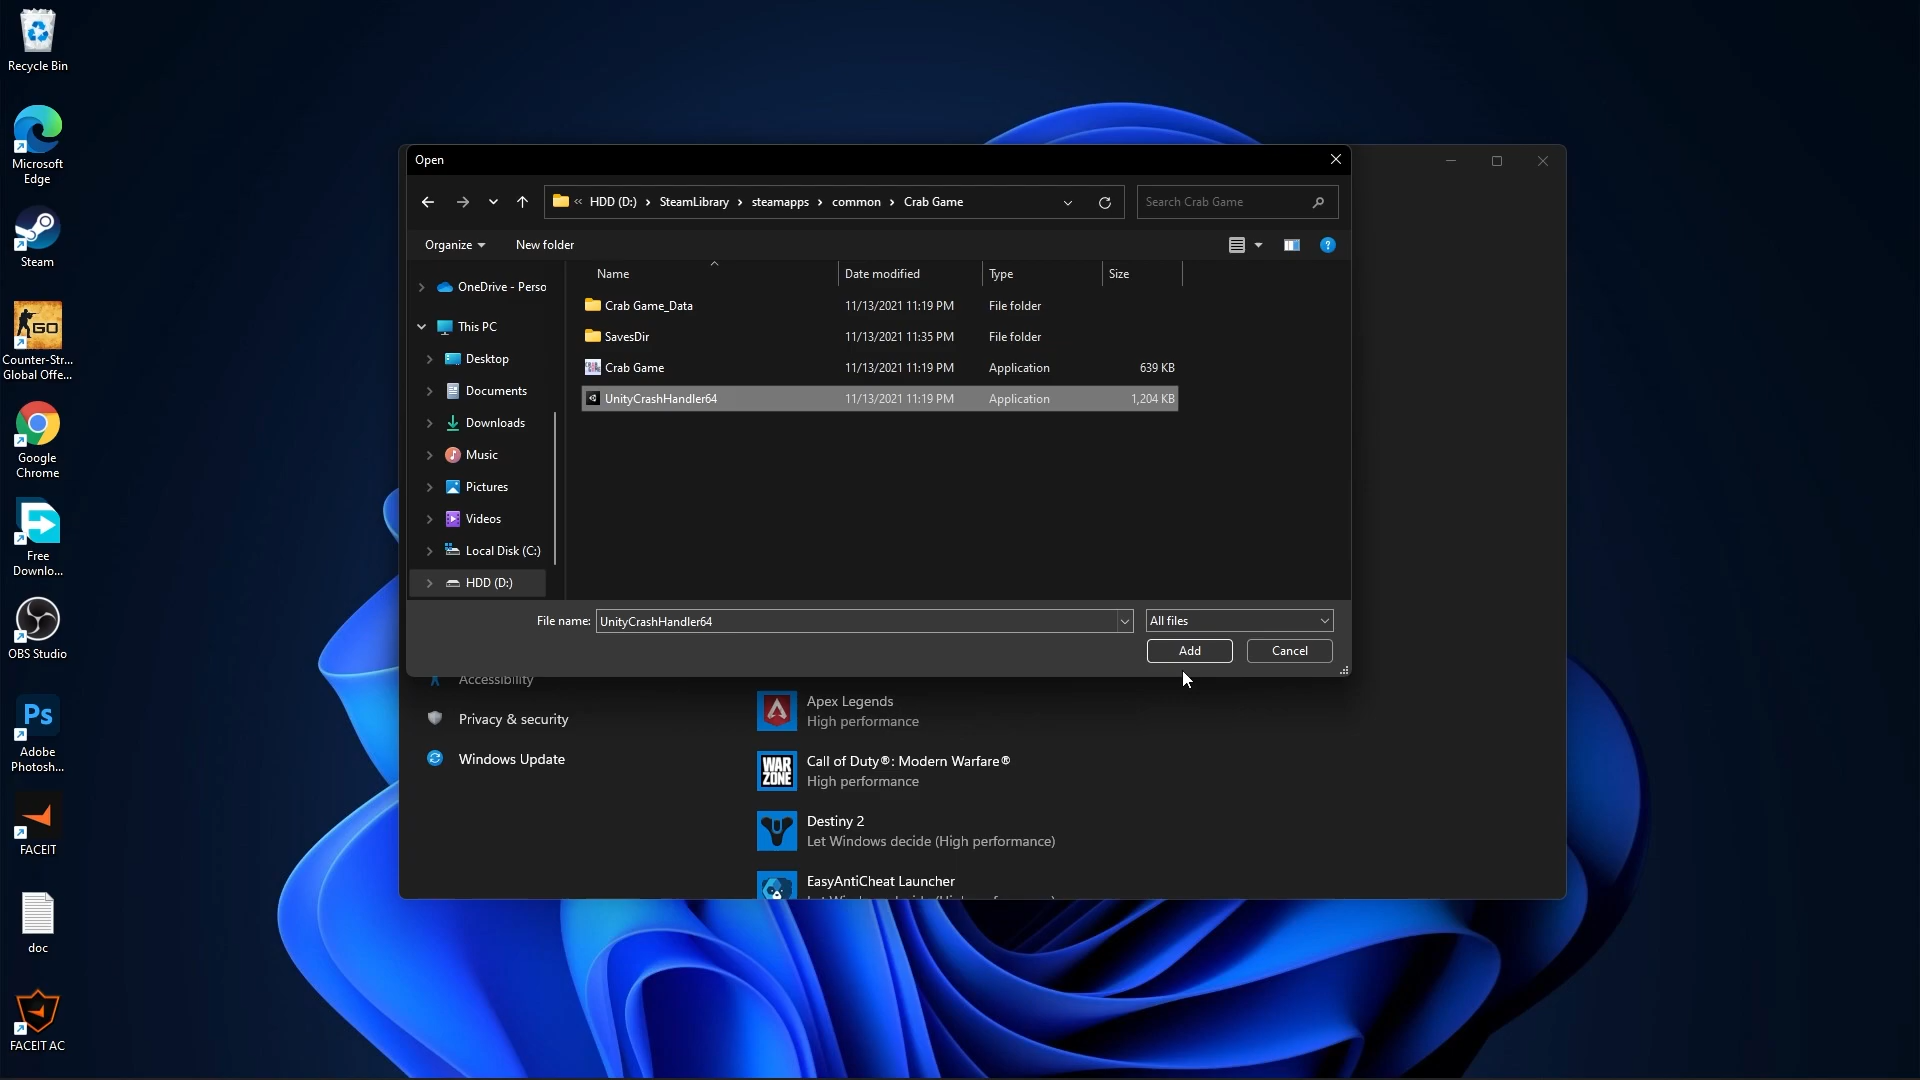 Recycle Bin
Microsoft
Edge
Steam
GO
Counter-Str...
Global Offe...
Google
Chrome
Free
Downlo...
OBS Studio
Ps
Adobe
Photosh...
FACEIT
doc
FACEIT AC
Open
HDD (D:) › SteamLibrary › steamapps › common › Crab Game
Search Crab Game
Organize
New folder
?
Name
Date modified
Type
Size
OneDrive - Perso
This PC
Desktop
Documents
Downloads
Music
Pictures
Videos
Local Disk (C:)
HDD (D:)
Crab Game_Data 11/13/2021 11:19 PM File folder
SavesDir 11/13/2021 11:35 PM File folder
Crab Game 11/13/2021 11:19 PM Application 639 KB
UnityCrashHandler64 11/13/2021 11:19 PM Application 1,204 KB
File name: UnityCrashHandler64
All files
Add
Cancel
Accessibility
Privacy & security
Windows Update
Apex Legends
High performance
WAR
ZONE
Call of Duty®: Modern Warfare®
High performance
Destiny 2
Let Windows decide (High performance)
EasyAntiCheat Launcher